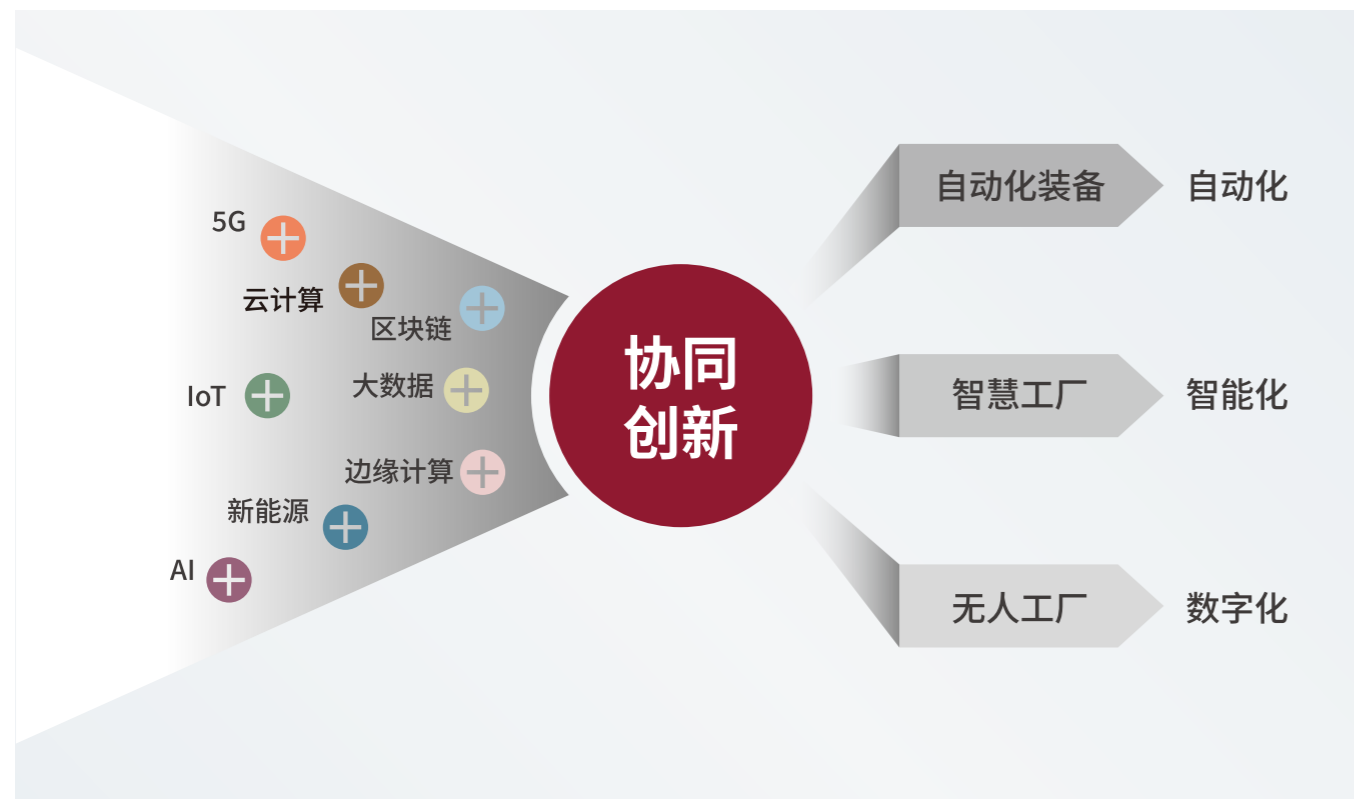 5G
云计算
区块链
IoT
大数据
边缘计算
新能源
AI
协同
创新
自动化装备
自动化
智慧工厂
智能化
无人工厂
数字化